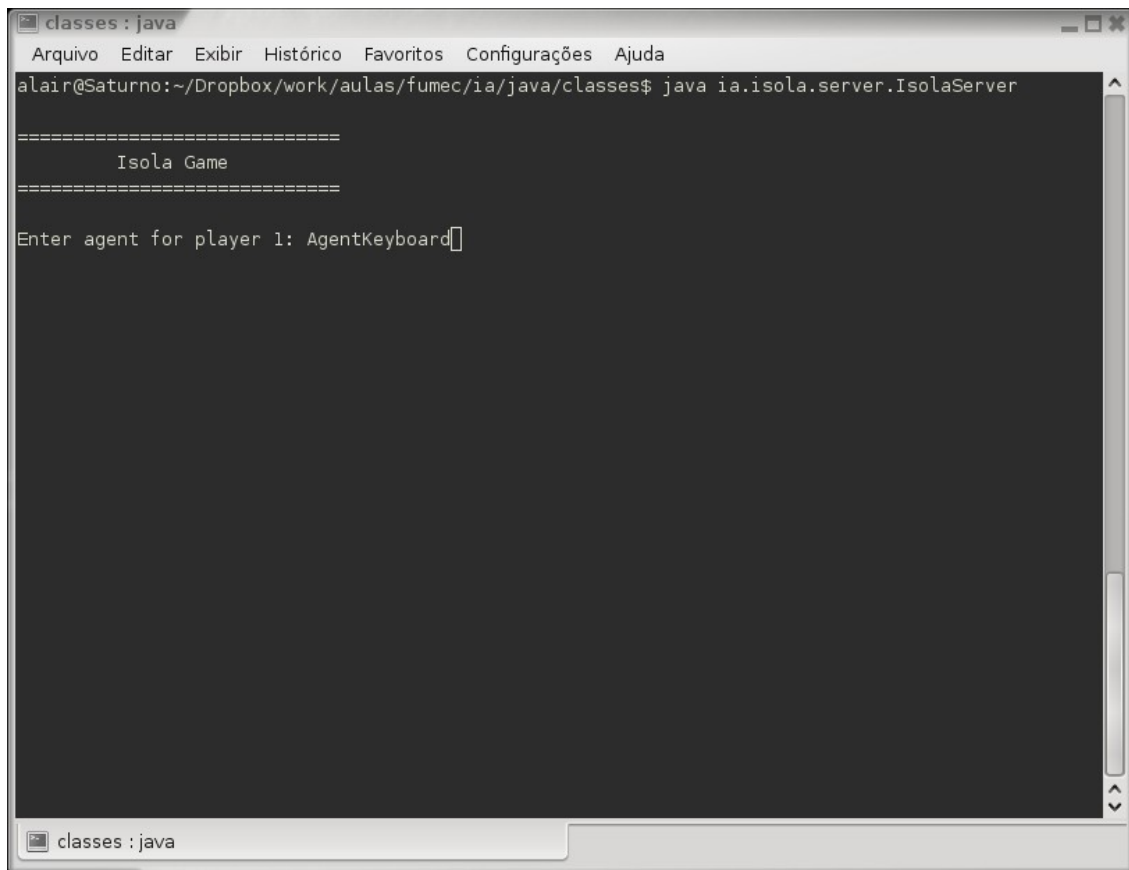 classes : java
Arquivo Editar Exibir Histórico Favoritos Configurações Ajuda
alair@Saturno:~/Dropbox/work/aulas/fumec/ia/java/classes$ java ia.isola.server.IsolaServer
=============================
Isola Game
=============================
Enter agent for player 1: AgentKeyboard
classes : java